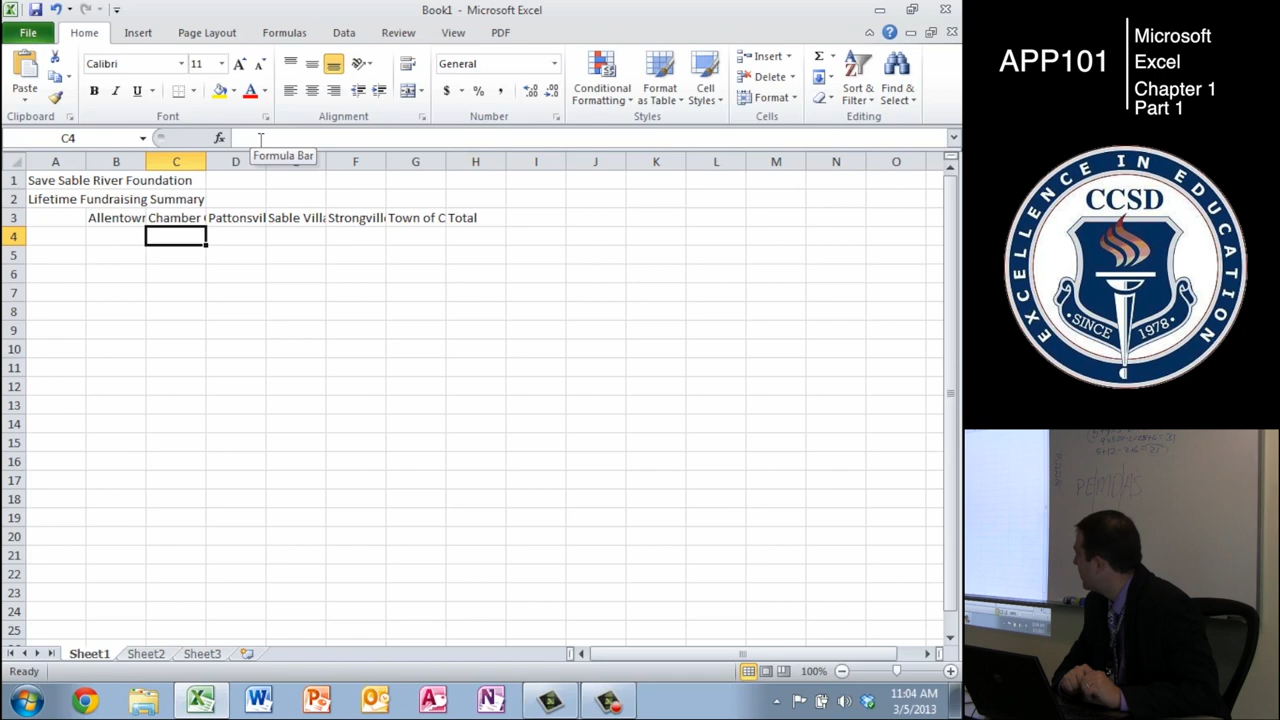 Book1 - Microsoft Excel
File Home Insert Page Layout Formulas Data Review View PDF
Calibri 11 General Insert Σ
Paste Delete
Conditional Format Cell Sort & Find &
Formatting as Table Styles Format Filter Select
Clipboard Font Alignment Number Styles Cells Editing
C4 fx
Formula Bar
A B C D E F G H I J K L M N O
1 Save Sable River Foundation
2 Lifetime Fundraising Summary
3 Allentown Chamber Pattonsvil Sable Villa Strongville Town of C Total
4
5
6
7
8
9
10
11
12
13
14
15
16
17
18
19
20
21
22
23
24
25
Sheet1 Sheet2 Sheet3
Ready 100%
11:04 AM
3/5/2013
APP101
Microsoft
Excel
Chapter 1
Part 1
EXCELLENCE IN EDUCATION
CCSD
SINCE 1978
PEMDAS